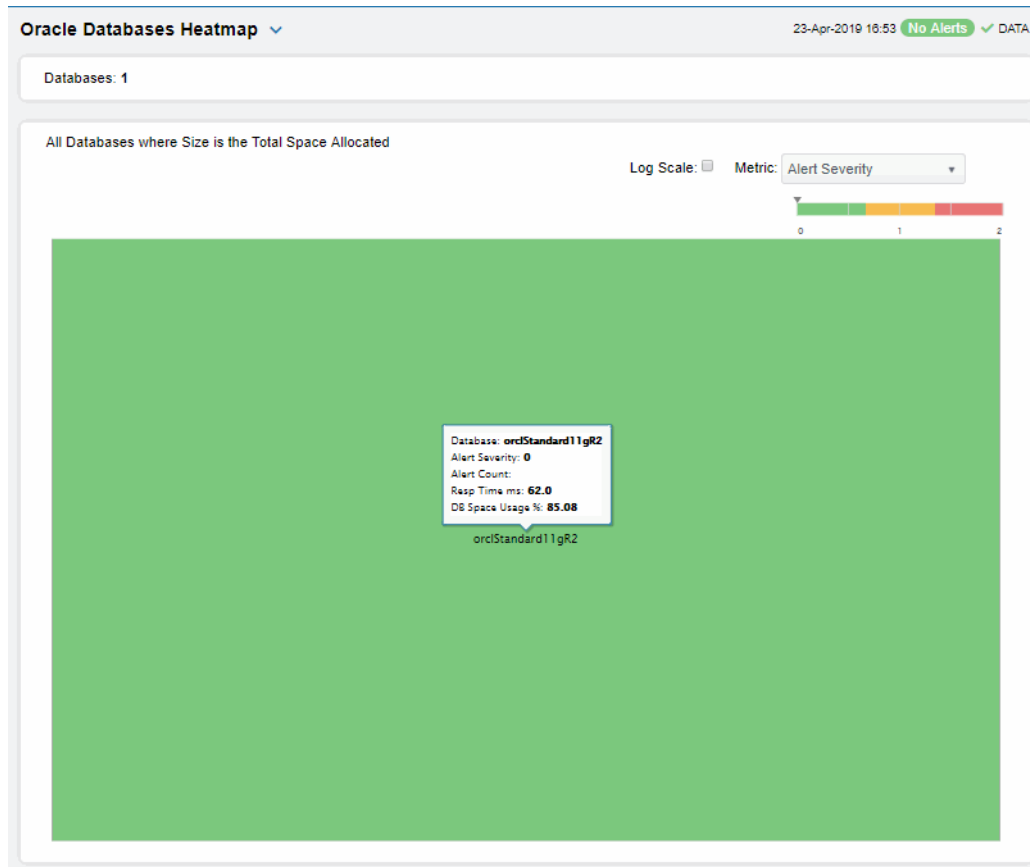 Oracle Databases Heatmap
23-Apr-2019 16:53 No Alerts DATA
Databases: 1
All Databases where Size is the Total Space Allocated
Log Scale: Metric: Alert Severity
0 1 2
Database: orclStandard11gR2
Alert Severity: 0
Alert Count:
Resp Time ms: 62.0
DB Space Usage %: 85.08
orclStandard11gR2